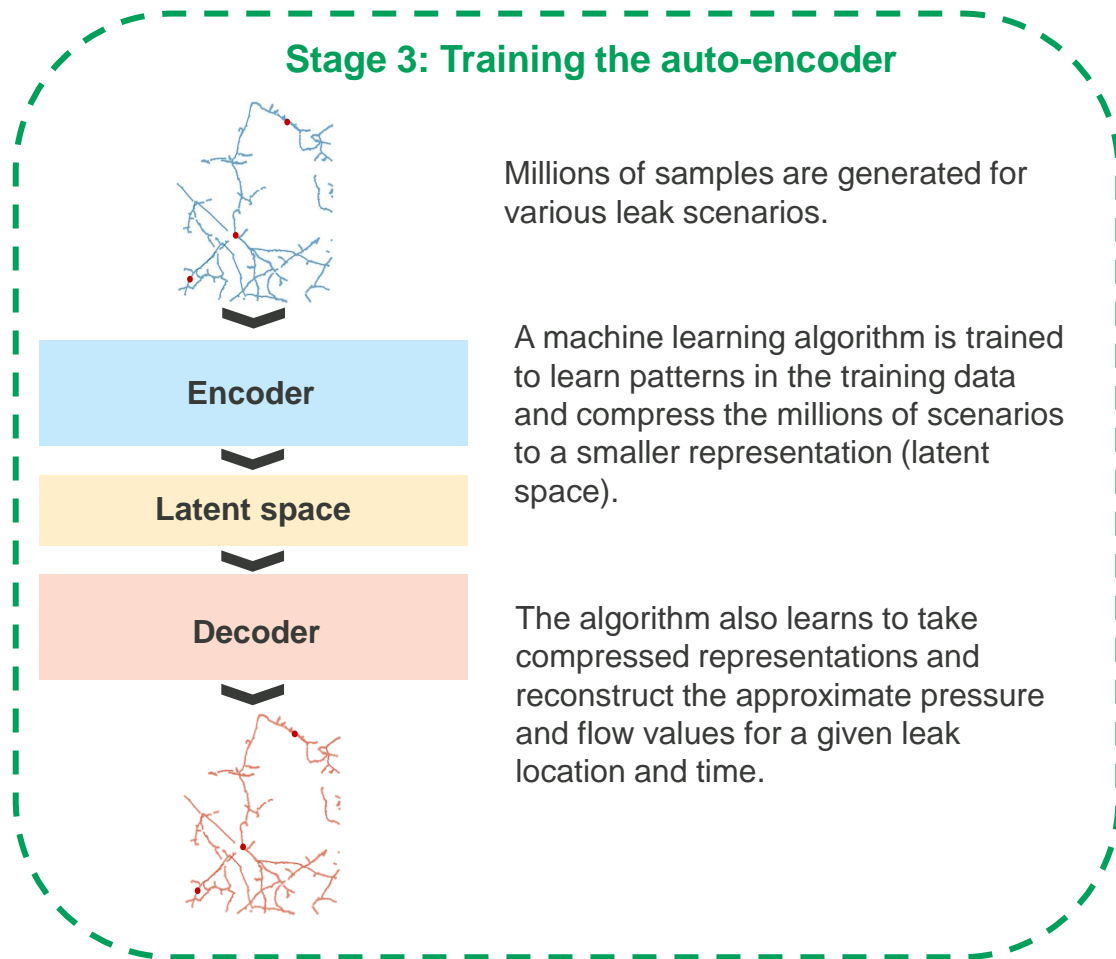 Stage 3: Training the auto-encoder
Millions of samples are generated for
various leak scenarios.
Encoder
A machine learning algorithm is trained
to learn patterns in the training data
and compress the millions of scenarios
to a smaller representation (latent
space).
Latent space
Decoder
The algorithm also learns to take
compressed representations and
reconstruct the approximate pressure
and flow values for a given leak
location and time.